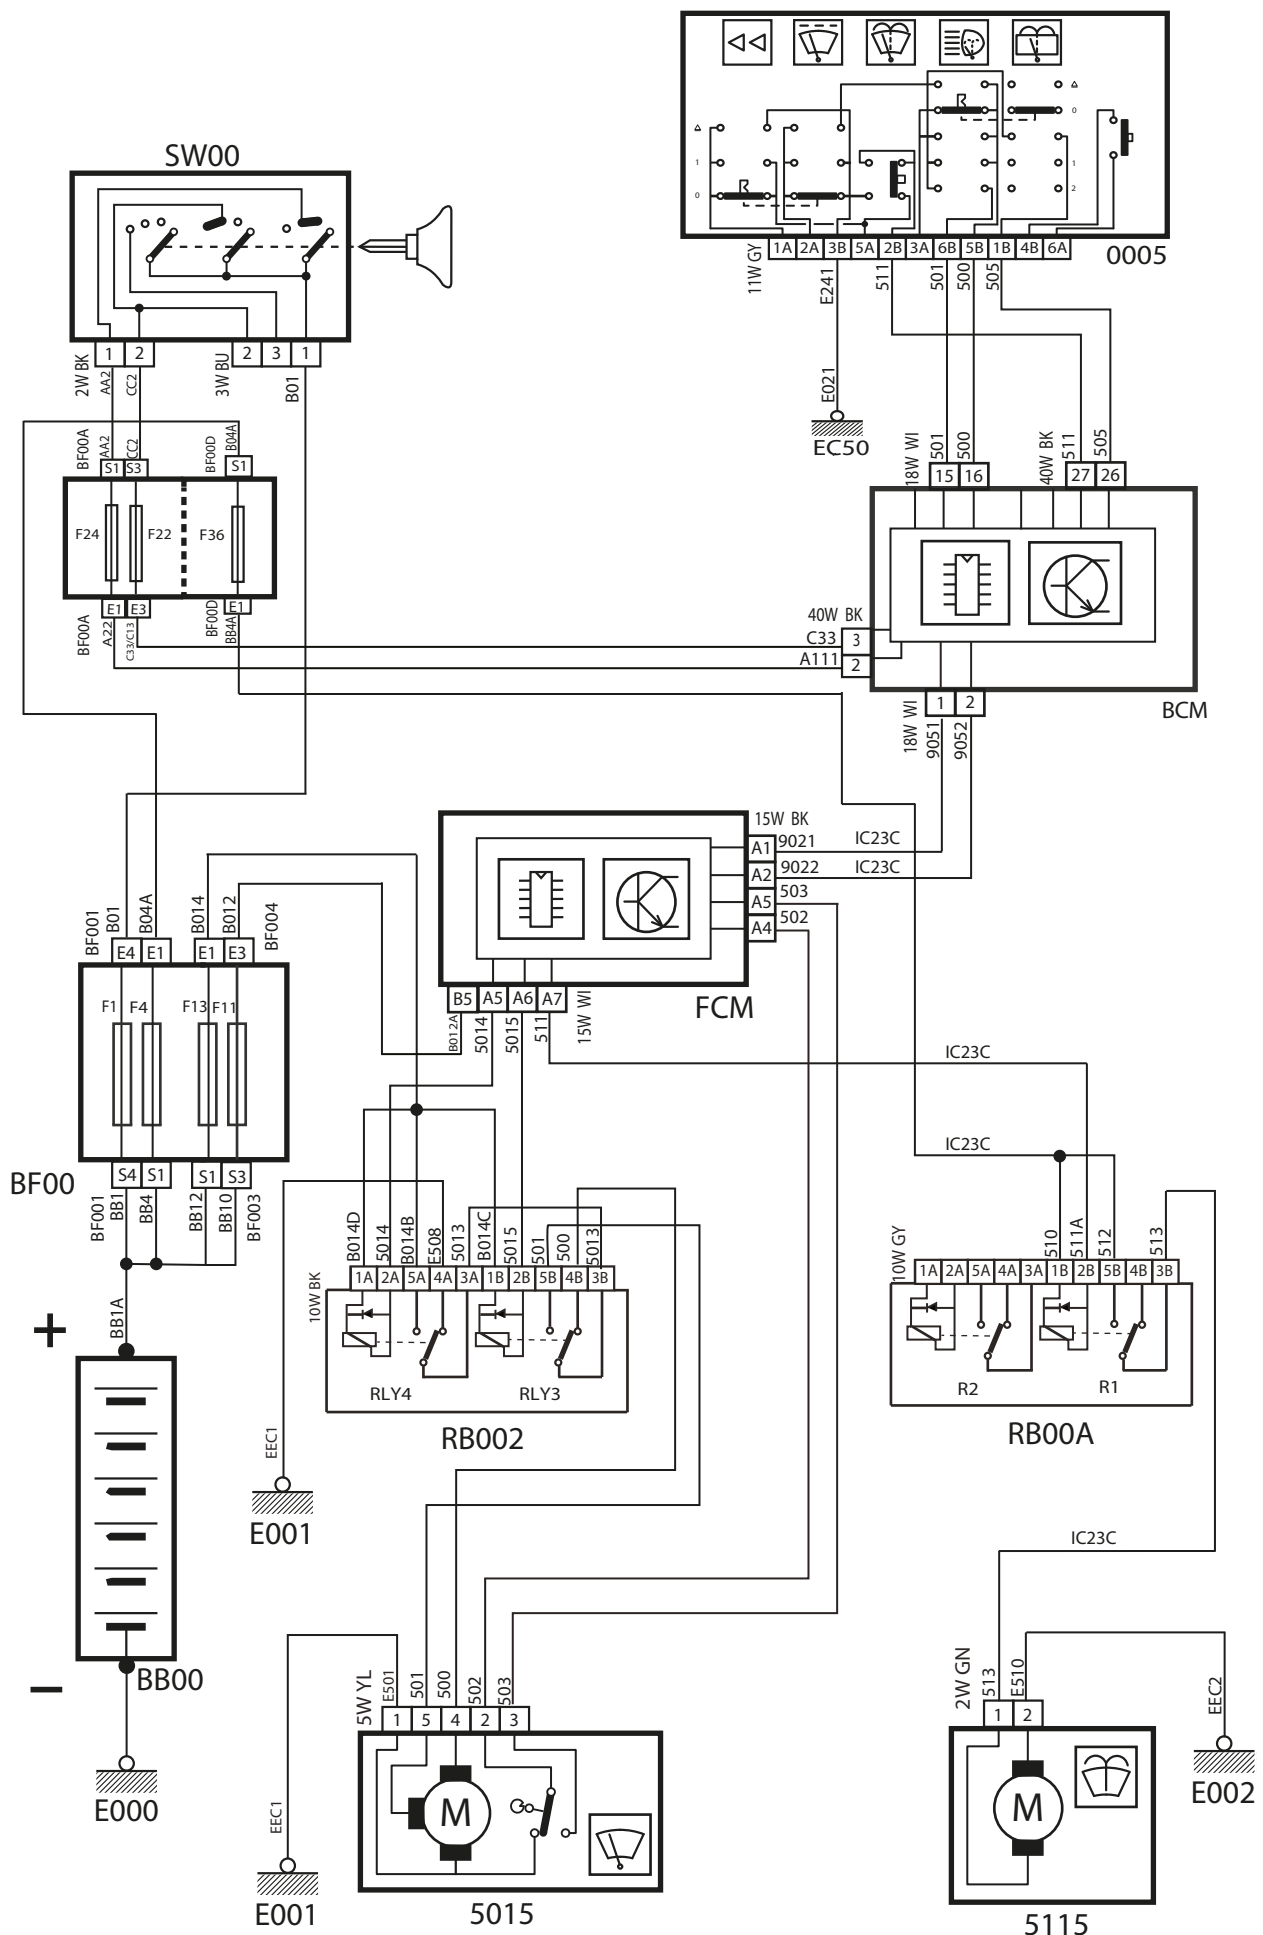 SW00
1 2 2 3 1
2W BK AA2 CC2 3W BU B01
△
1
0
△
0
1
2
1A 2A 3B 5A 2B 3A 6B 5B 1B 4B 6A
0005
11W GY E241 511 501 500 505
E021
EC50
BF00A AA2 CC2 BF00D B04A
S1 S3 S1
F24 F22 F36
E1 E3 E1
BF00A A22 C33/C13 BF00D BB4A
18W WI 501 500 40W BK 511 505
15 16 27 26
40W BK
C33 3
A111 2
1 2
BCM
18W WI 9051 9052
15W BK
A1 9021 IC23C
A2 9022 IC23C
A5 503
A4 502
FCM
B5 A5 A6 A7
B012A 5014 5015 511 15W WI
BF001 B01 B04A B014 B012 BF004
E4 E1 E1 E3
F1 F4 F13 F11
S4 S1 S1 S3
BF00
BF001 BB1 BB4 BB12 BB10 BF003
IC23C
IC23C
BB1A
+
−
BB00
E000
B014D 5014 B014B E508 5013 B014C 5015 501 500 5013
10W BK
1A 2A 5A 4A 3A 1B 2B 5B 4B 3B
RLY4 RLY3
RB002
EEC1
E001
10W GY 510 511A 512 513
1A 2A 5A 4A 3A 1B 2B 5B 4B 3B
R2 R1
RB00A
IC23C
5W YL E501 501 500 502 503
1 5 4 2 3
M
5015
EEC1
E001
2W GN 513 E510
1 2
M
5115
EEC2
E002